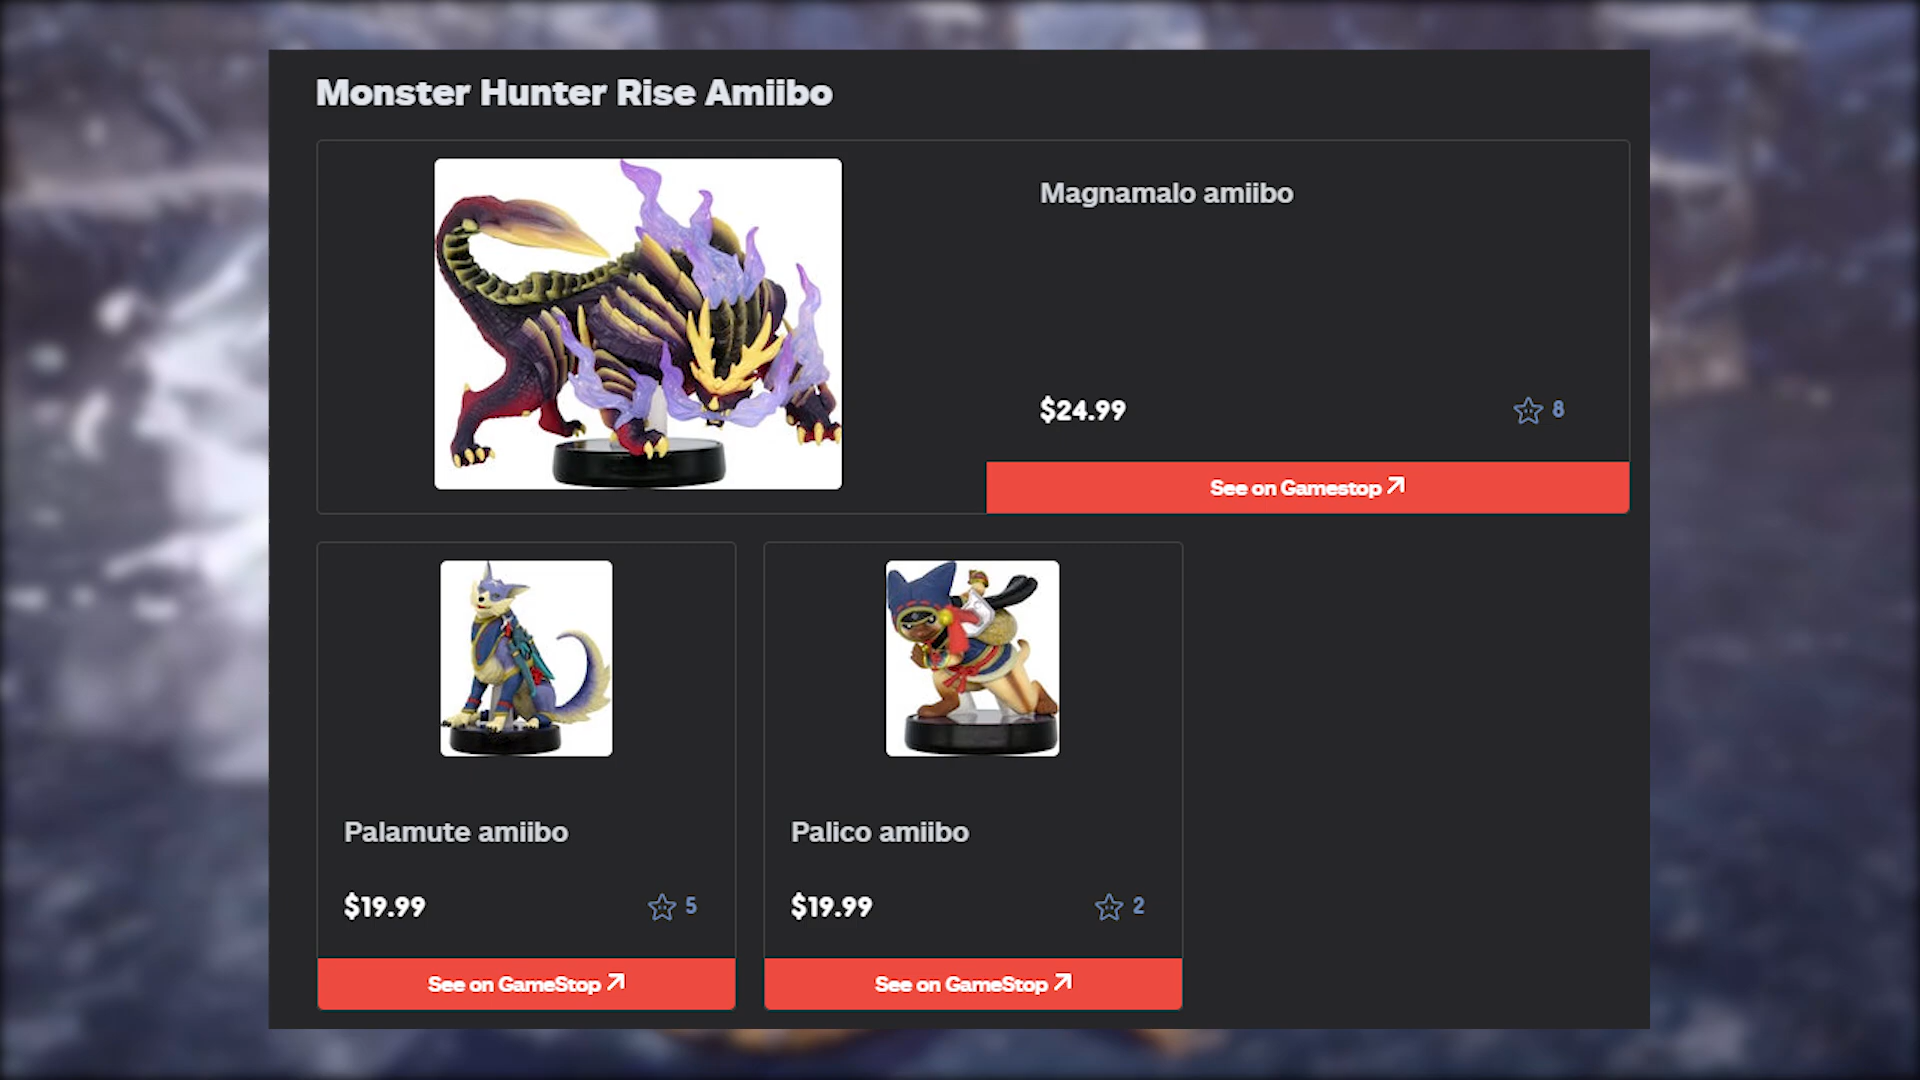 Monster Hunter Rise Amiibo
Magnamalo amiibo
$24.99
8
See on Gamestop
Palamute amiibo
$19.99
5
See on GameStop
Palico amiibo
$19.99
2
See on GameStop